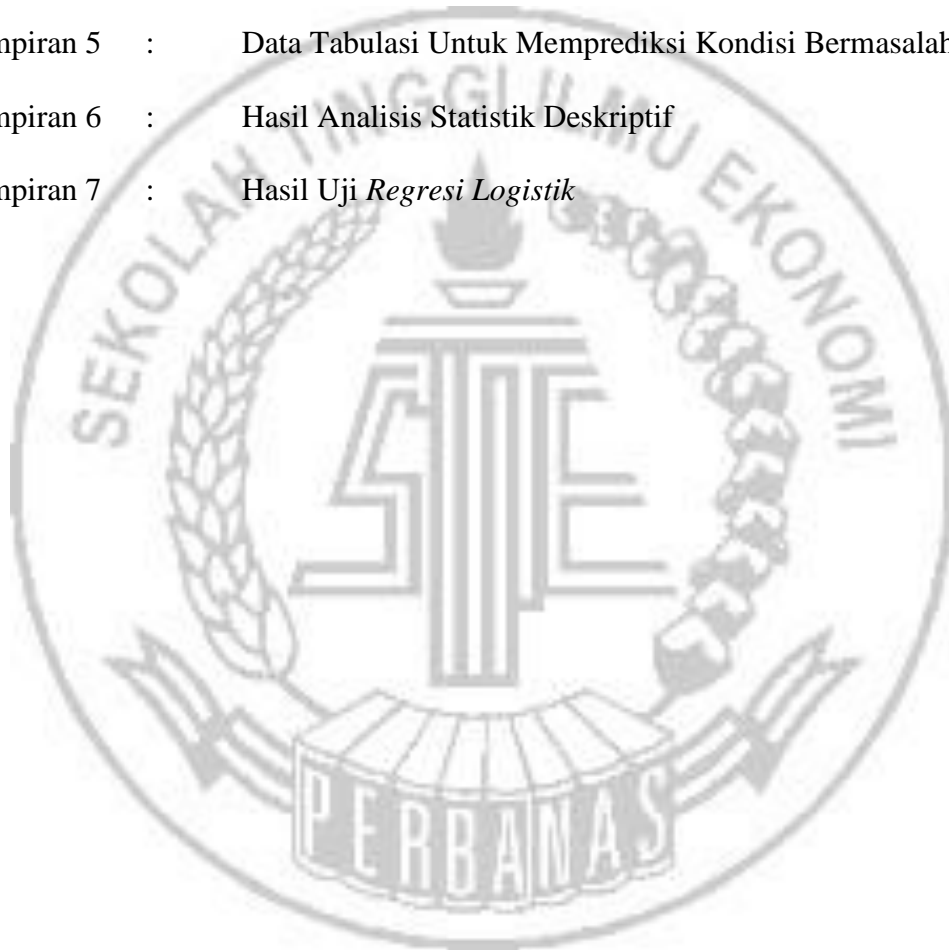 mpiran 5 : Data Tabulasi Untuk Memprediksi Kondisi Bermasalah
mpiran 6 : Hasil Analisis Statistik Deskriptif
mpiran 7 : Hasil Uji Regresi Logistik
SEKOLAH TINGGI ILMU EKONOMI
STIE
PERBANAS